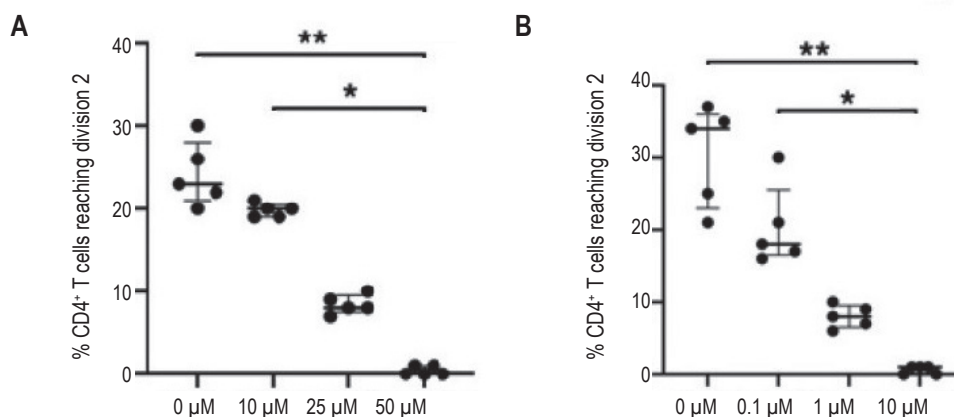 A
% CD4⁺ T cells reaching division 2
40
30
20
10
0
**
*
0 µM 10 µM 25 µM 50 µM
B
% CD4⁺ T cells reaching division 2
40
30
20
10
0
**
*
0 µM 0.1 µM 1 µM 10 µM